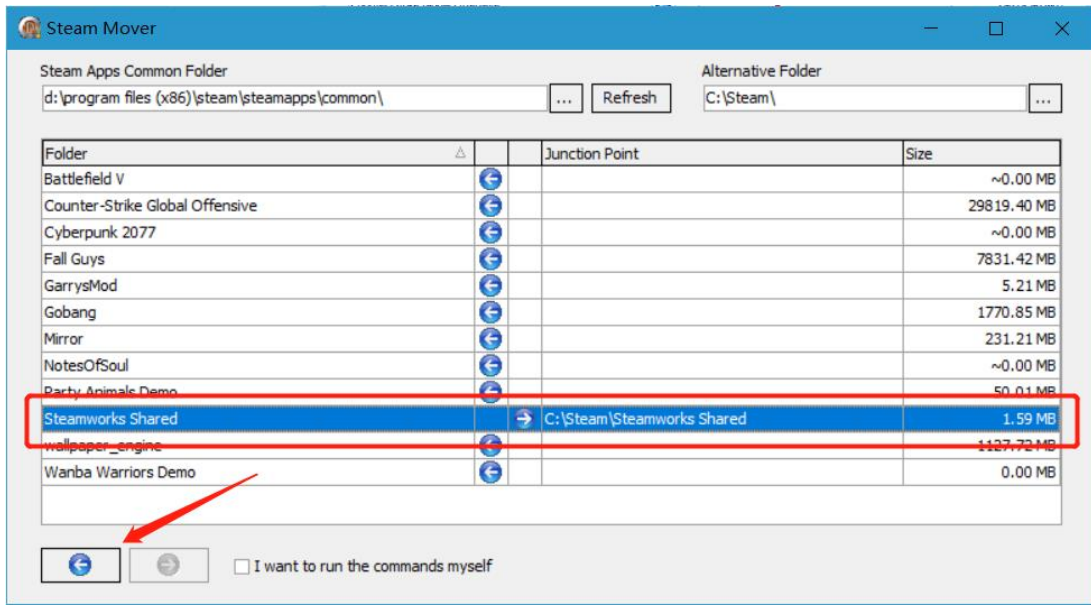 Steam Mover
Steam Apps Common Folder
Alternative Folder
d:\program files (x86)\steam\steamapps\common\
...
Refresh
C:\Steam\
...
Folder Junction Point Size
Battlefield V ~0.00 MB
Counter-Strike Global Offensive 29819.40 MB
Cyberpunk 2077 ~0.00 MB
Fall Guys 7831.42 MB
GarrysMod 5.21 MB
Gobang 1770.85 MB
Mirror 231.21 MB
NotesOfSoul ~0.00 MB
Party Animals Demo 50.01 MB
Steamworks Shared C:\Steam\Steamworks Shared 1.59 MB
wallpaper_engine 1127.72 MB
Wanba Warriors Demo 0.00 MB
I want to run the commands myself